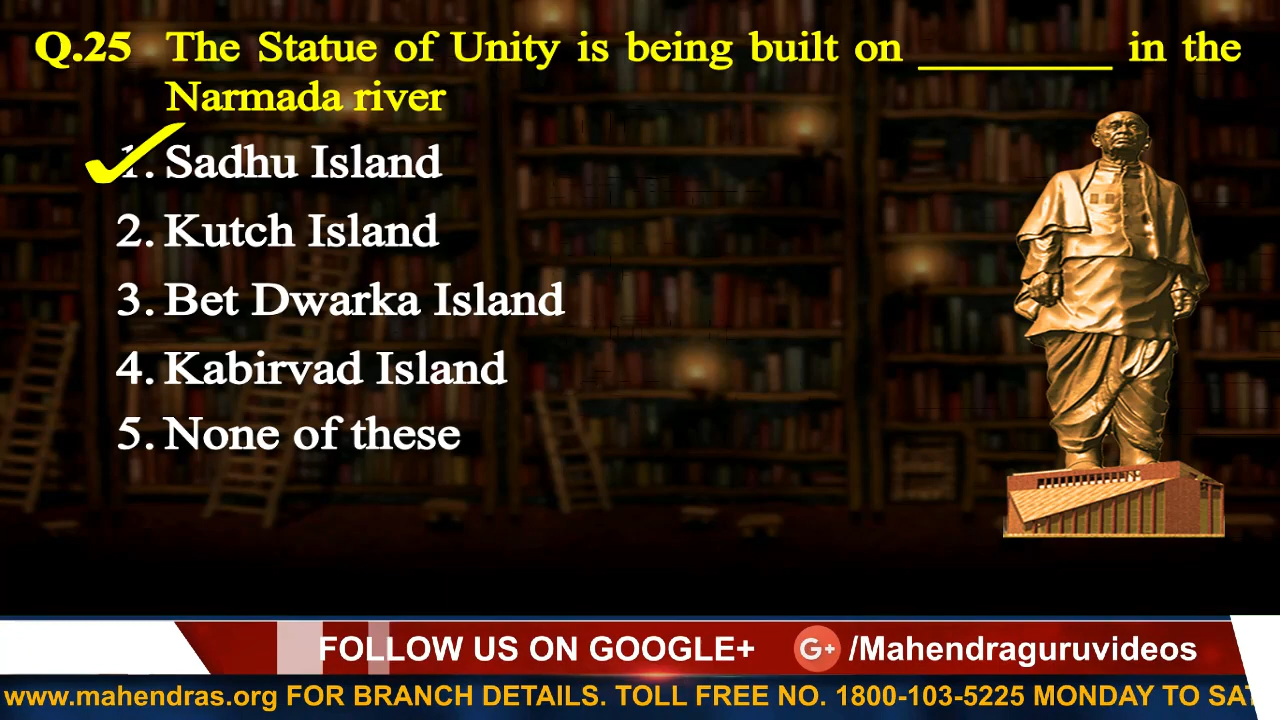 Q.25 The Statue of Unity is being built on ________ in the
Narmada river
1. Sadhu Island
2. Kutch Island
3. Bet Dwarka Island
4. Kabirvad Island
5. None of these
FOLLOW US ON GOOGLE+ G+ /Mahendraguruvideos
www.mahendras.org FOR BRANCH DETAILS. TOLL FREE NO. 1800-103-5225 MONDAY TO SAT